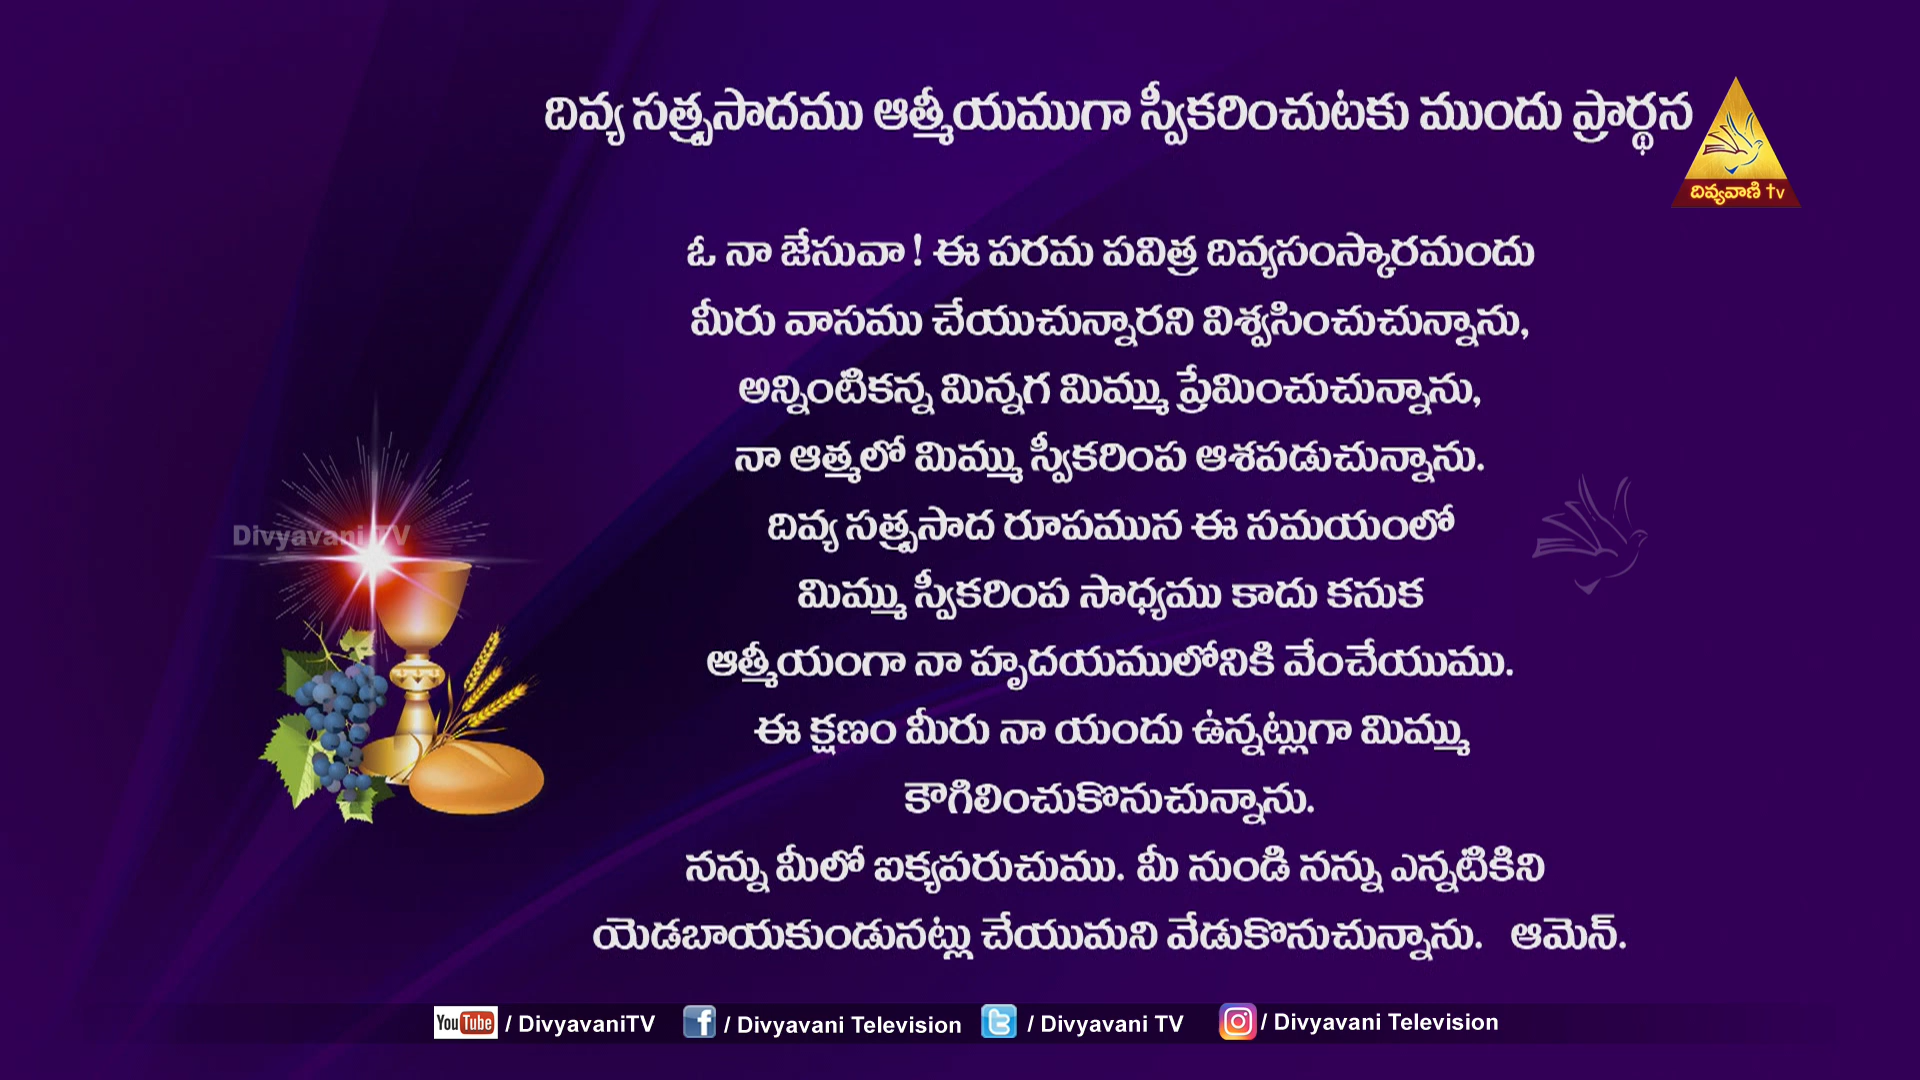 దివ్య సత్ప్రసాదము ఆత్మీయముగా స్వీకరించుటకు ముందు ప్రార్థన
దివ్యవాణి tv
ఓ నా జేసువా ! ఈ పరమ పవిత్ర దివ్యసంస్కారమందు
మీరు వాసము చేయుచున్నారని విశ్వసించుచున్నాను,
అన్నింటికన్న మిన్నగ మిమ్ము ప్రేమించుచున్నాను,
నా ఆత్మలో మిమ్ము స్వీకరింప ఆశపడుచున్నాను.
దివ్య సత్ప్రసాద రూపమున ఈ సమయంలో
Divyavani TV
మిమ్ము స్వీకరింప సాధ్యము కాదు కనుక
ఆత్మీయంగా నా హృదయములోనికి వేంచేయుము.
ఈ క్షణం మీరు నా యందు ఉన్నట్లుగా మిమ్ము
కౌగిలించుకొనుచున్నాను.
నన్ను మీలో ఐక్యపరుచుము. మీ నుండి నన్ను ఎన్నటికిని
యెడబాయకుండునట్లు చేయుమని వేడుకొనుచున్నాను. ఆమెన్.
YouTube / DivyavaniTV f / Divyavani Television / Divyavani TV / Divyavani Television